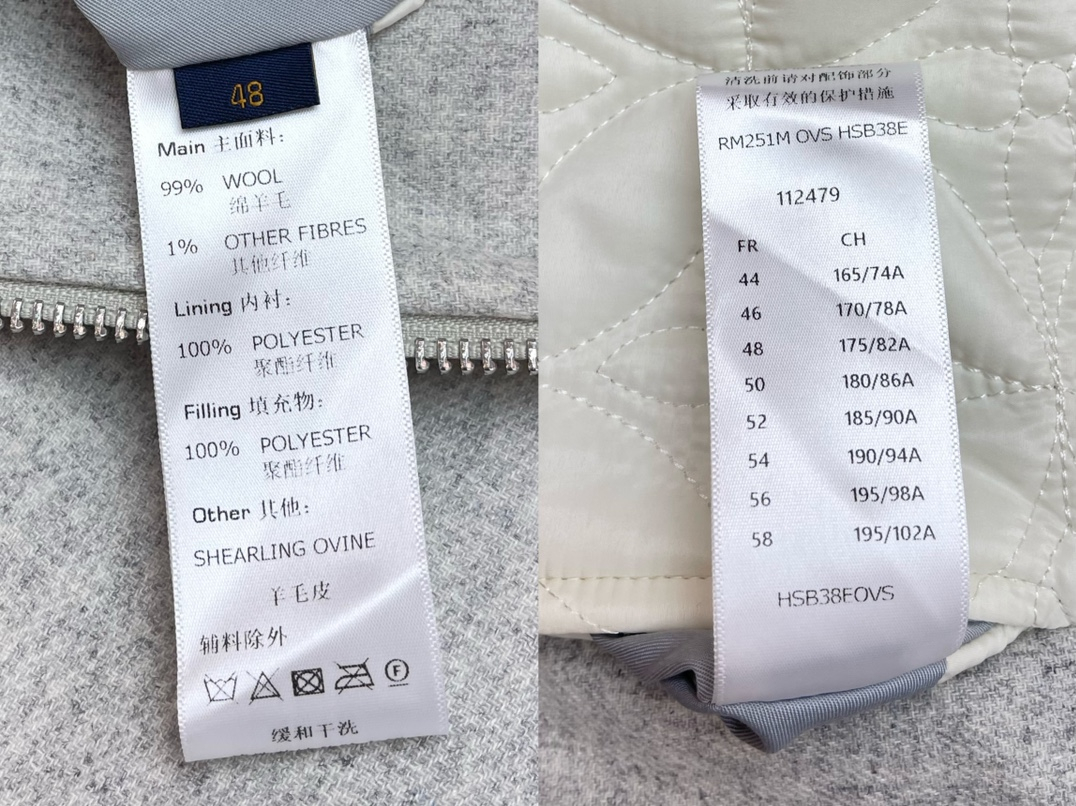 48
Main 主面料:
99% WOOL
绵羊毛
1% OTHER FIBRES
其他纤维
Lining 内衬:
100% POLYESTER
聚酯纤维
Filling 填充物:
100% POLYESTER
聚酯纤维
Other 其他:
SHEARLING OVINE
羊毛皮
辅料除外
F
缓和干洗
清洗前请对配饰部分
采取有效的保护措施
RM251M OVS HSB38E
112479
FR CH
44 165/74A
46 170/78A
48 175/82A
50 180/86A
52 185/90A
54 190/94A
56 195/98A
58 195/102A
HSB38EOVS